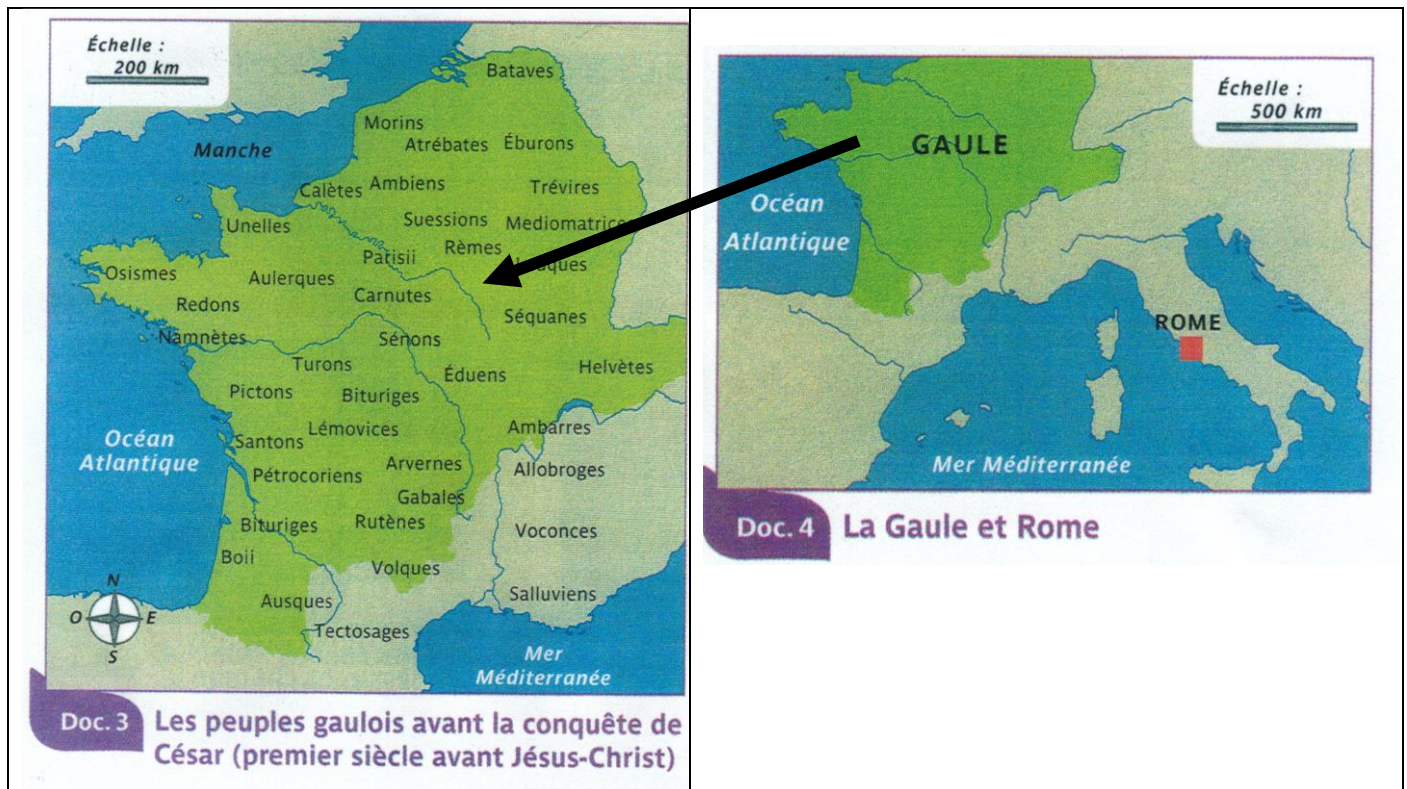 Échelle :
200 km
Bataves
Morins
Atrébates Éburons
Manche
Calètes Ambiens Trévires
Unelles Suessions Mediomatrices
Rèmes
Parisii
Osismes Aulerques
Carnutes
Redons
Séquanes
Namnètes Sénons
Turons
Éduens Helvètes
Pictons Bituriges
Océan
Atlantique
Lémovices Ambarres
Santons
Arvernes Allobroges
Pétrocoriens
Gabales
Bituriges Rutènes Voconces
Boii
Volques
N
O E
S
Ausques Salluviens
Tectosages
Mer
Méditerranée
Doc. 3 Les peuples gaulois avant la conquête de
César (premier siècle avant Jésus-Christ)
Échelle :
500 km
GAULE
Océan
Atlantique
ROME
Mer Méditerranée
Doc. 4 La Gaule et Rome